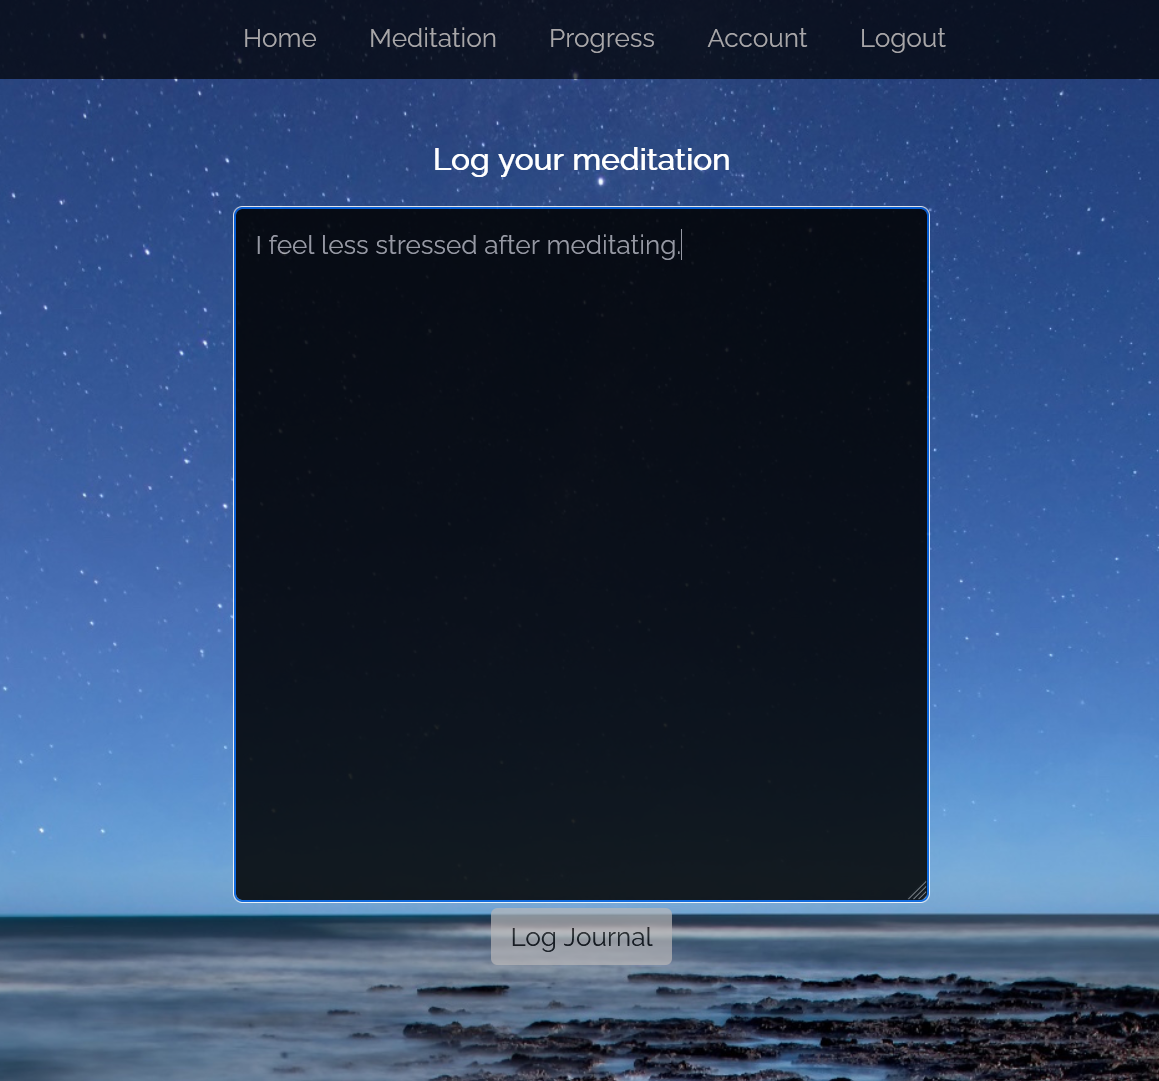 Home Meditation Progress Account Logout
Log your meditation
I feel less stressed after meditating.
Log Journal